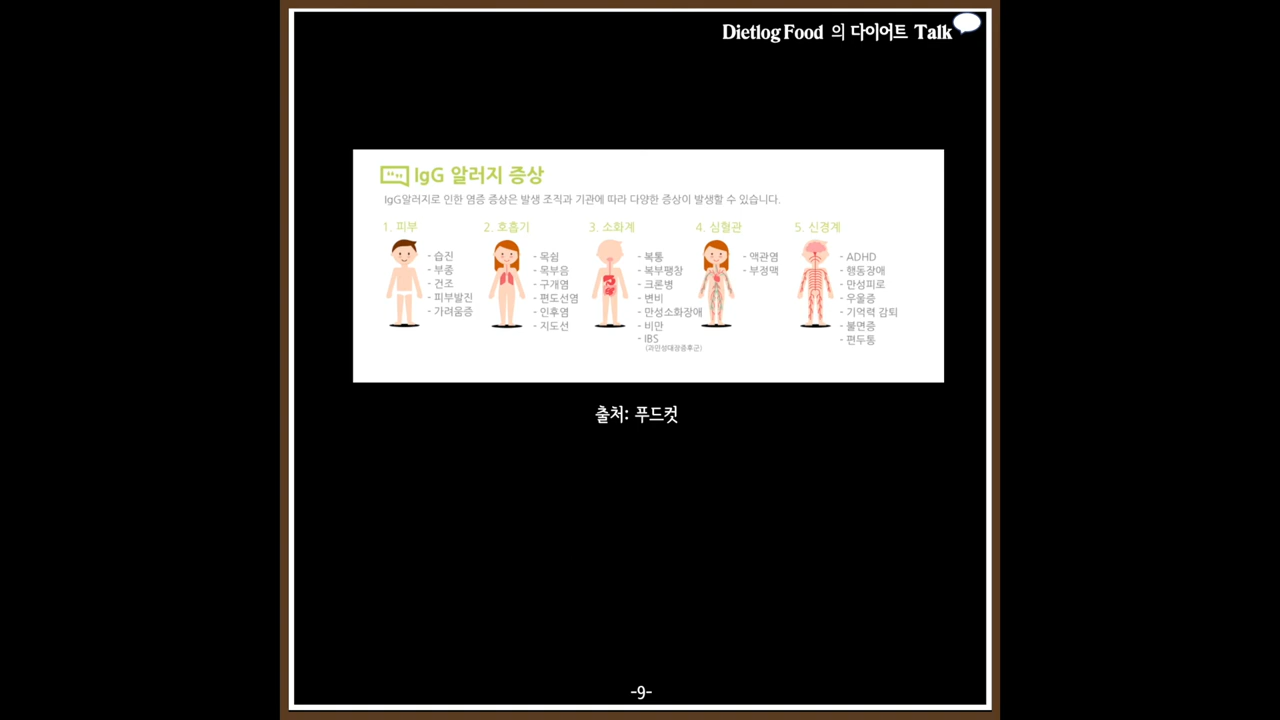 Dietlog Food 의 다이어트 Talk
IgG 알러지 증상
IgG알러지로 인한 염증 증상은 발생 조직과 기관에 따라 다양한 증상이 발생할 수 있습니다.
1. 피부
- 습진
- 부종
- 건조
- 피부발진
- 가려움증
2. 호흡기
- 목쉼
- 목부음
- 구개염
- 편도선염
- 인후염
- 지도선
3. 소화계
- 복통
- 복부팽창
- 크론병
- 변비
- 만성소화장애
- 비만
- IBS
(과민성대장증후군)
4. 심혈관
- 액관염
- 부정맥
5. 신경계
- ADHD
- 행동장애
- 만성피로
- 우울증
- 기억력 감퇴
- 불면증
- 편두통
출처: 푸드컷
-9-